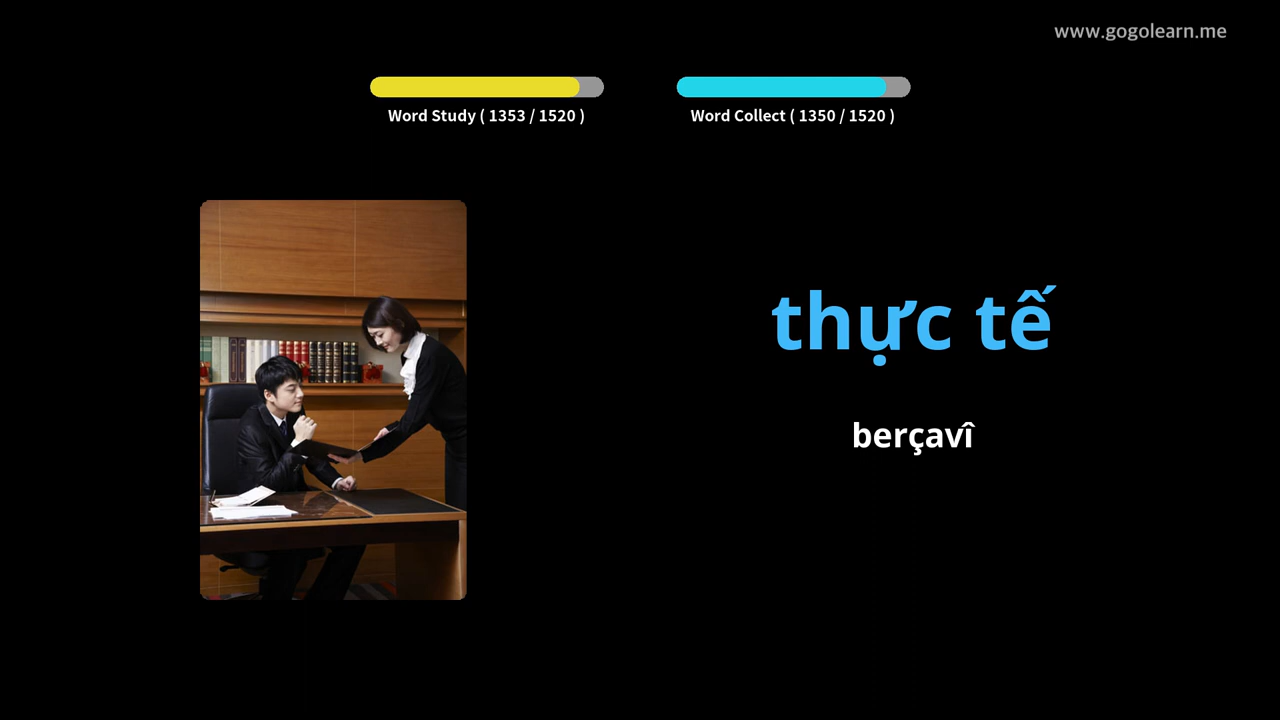 www.gogolearn.me
Word Study ( 1353 / 1520 )
Word Collect ( 1350 / 1520 )
thực tế
berçavî